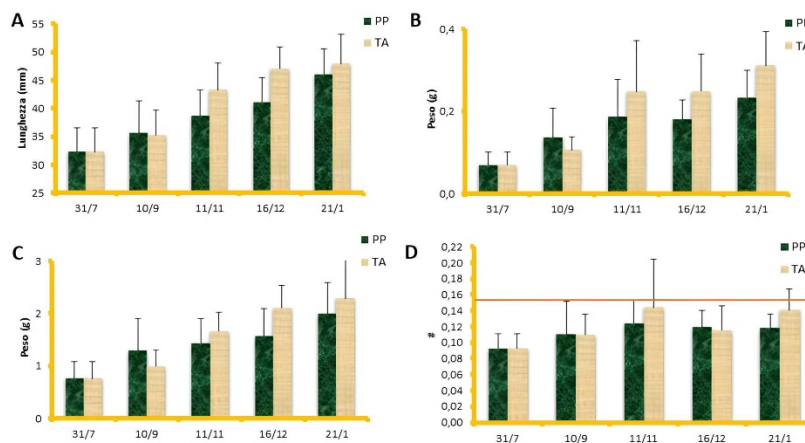 A
Lunghezza (mm)
55
50
45
40
35
30
25
31/7 10/9 11/11 16/12 21/1
PP
TA
B
Peso (g)
0,4
0,2
0,0
31/7 10/9 11/11 16/12 21/1
PP
TA
C
Peso (g)
3
2
1
0
31/7 10/9 11/11 16/12 21/1
PP
TA
D
#
0,22
0,20
0,18
0,16
0,14
0,12
0,10
0,08
0,06
0,04
0,02
0,00
31/7 10/9 11/11 16/12 21/1
PP
TA